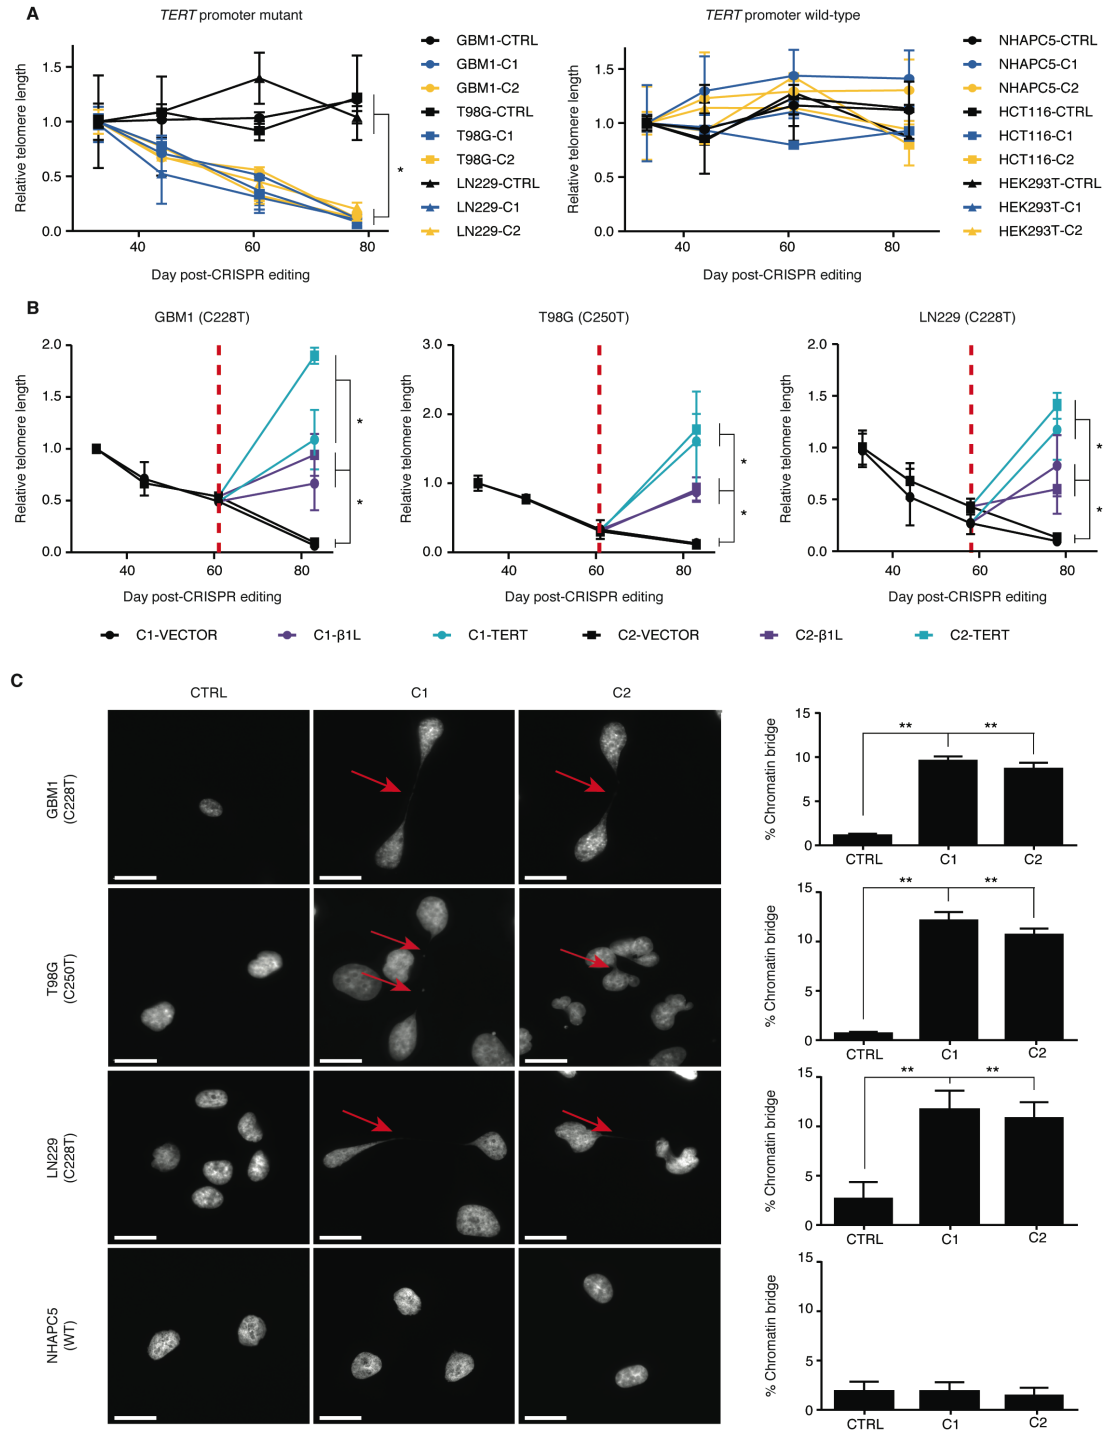 A
TERT promoter mutant
Relative telomere length
1.5
1.0
0.5
0.0
40
60
80
Day post-CRISPR editing
*
GBM1-CTRL
GBM1-C1
GBM1-C2
T98G-CTRL
T98G-C1
T98G-C2
LN229-CTRL
LN229-C1
LN229-C2
TERT promoter wild-type
Relative telomere length
1.5
1.0
0.5
0.0
40
60
80
Day post-CRISPR editing
NHAPC5-CTRL
NHAPC5-C1
NHAPC5-C2
HCT116-CTRL
HCT116-C1
HCT116-C2
HEK293T-CTRL
HEK293T-C1
HEK293T-C2
B
GBM1 (C228T)
Relative telomere length
2.0
1.5
1.0
0.5
0.0
40
60
80
Day post-CRISPR editing
*
*
T98G (C250T)
Relative telomere length
3.0
2.0
1.0
0.0
40
60
80
Day post-CRISPR editing
*
*
LN229 (C228T)
Relative telomere length
2.0
1.5
1.0
0.5
0.0
40
60
80
Day post-CRISPR editing
*
*
C1-VECTOR
C1-β1L
C1-TERT
C2-VECTOR
C2-β1L
C2-TERT
C
CTRL
C1
C2
GBM1
(C228T)
% Chromatin bridge
15
10
5
0
**
**
CTRL
C1
C2
T98G
(C250T)
% Chromatin bridge
15
10
5
0
**
**
CTRL
C1
C2
LN229
(C228T)
% Chromatin bridge
15
10
5
0
**
**
CTRL
C1
C2
NHAPC5
(WT)
% Chromatin bridge
15
10
5
0
CTRL
C1
C2